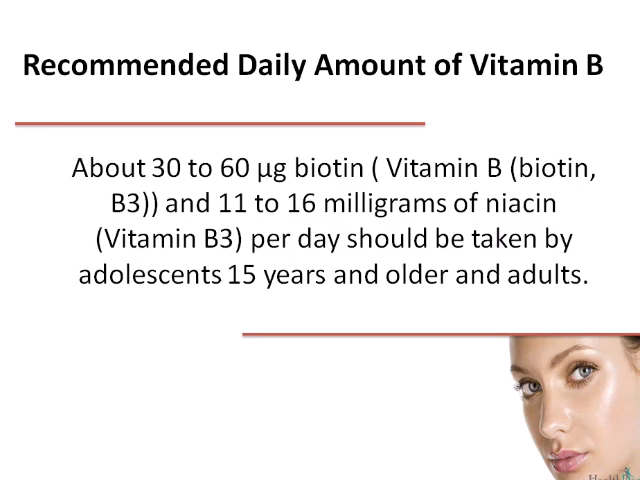 Recommended Daily Amount of Vitamin B
About 30 to 60 µg biotin ( Vitamin B (biotin,
B3)) and 11 to 16 milligrams of niacin
(Vitamin B3) per day should be taken by
adolescents 15 years and older and adults.